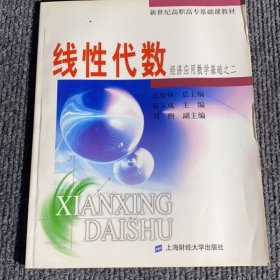 新世纪高职高专基础课教材
线性代数
经济应用数学基础之二
总主编
主编
副主编
XIANXING
DAISHU
上海财经大学出版社